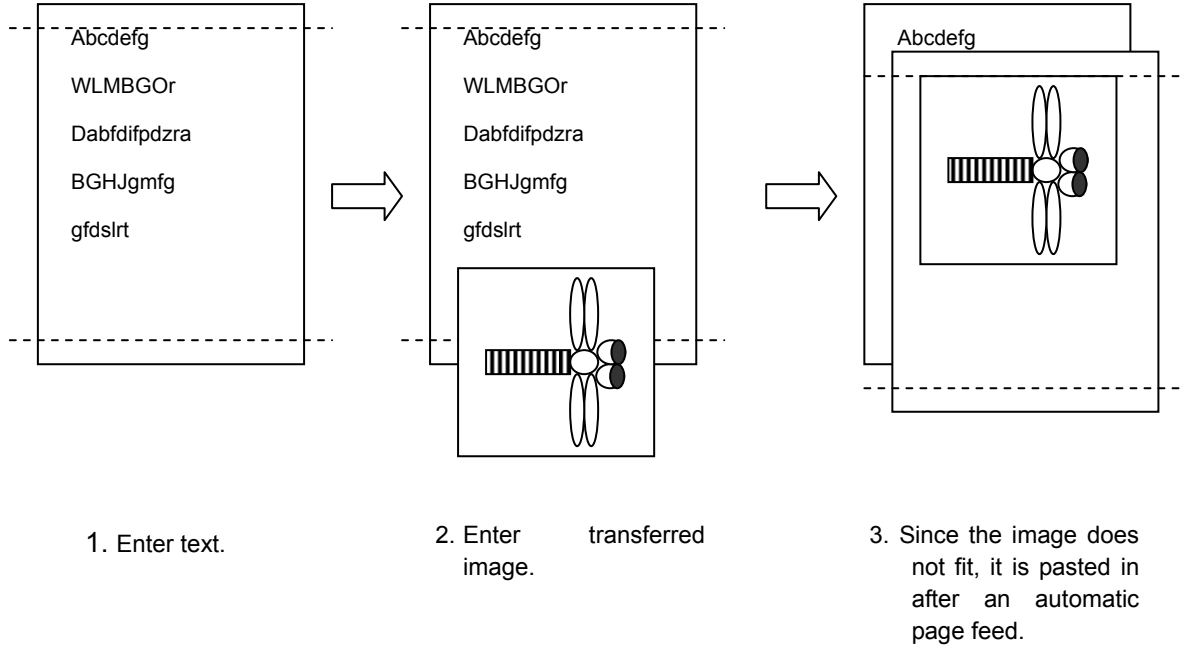 Abcdefg
WLMBGOr
Dabfdifpdzra
BGHJgmfg
gfdslrt
Abcdefg
WLMBGOr
Dabfdifpdzra
BGHJgmfg
gfdslrt
Abcdefg
1. Enter text.
2. Enter transferred
image.
3. Since the image does
not fit, it is pasted in
after an automatic
page feed.